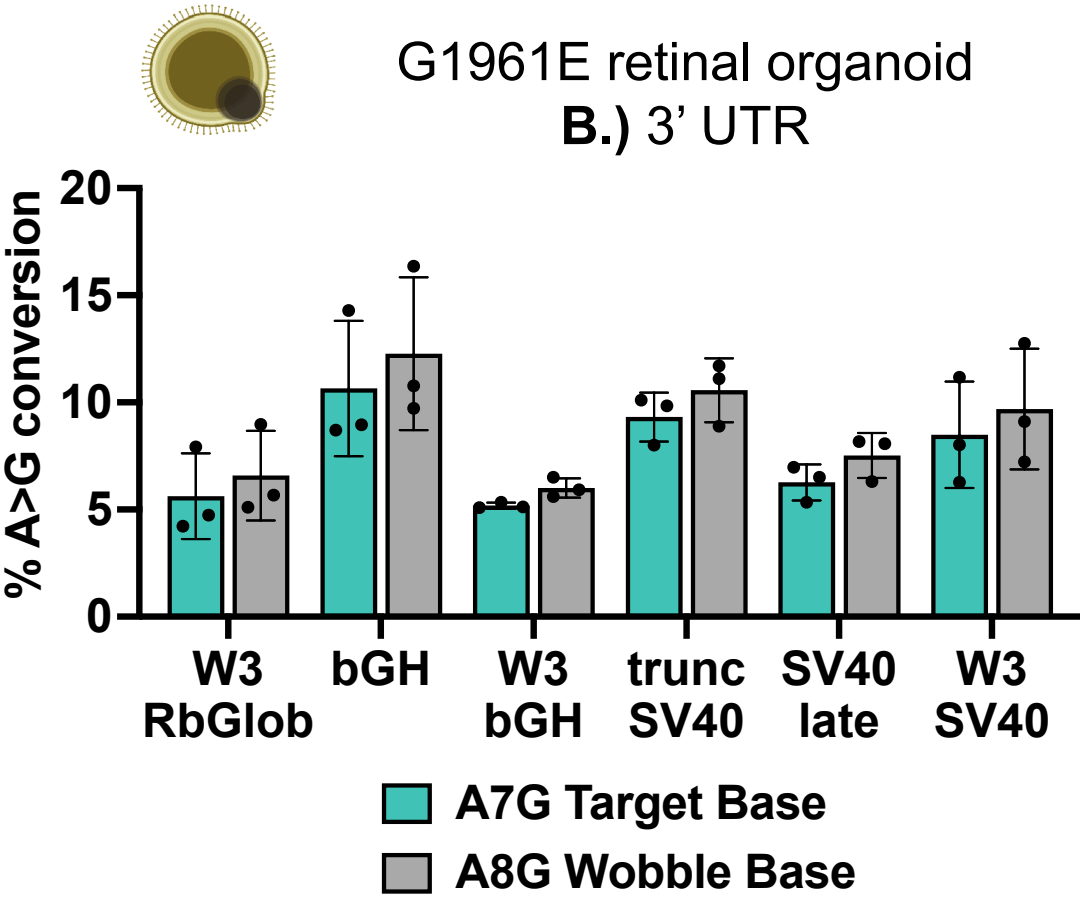 G1961E retinal organoid
B.) 3’ UTR
% A>G conversion
20
15
10
5
0
W3 RbGlob
bGH
W3 bGH
trunc SV40
SV40 late
W3 SV40
A7G Target Base
A8G Wobble Base